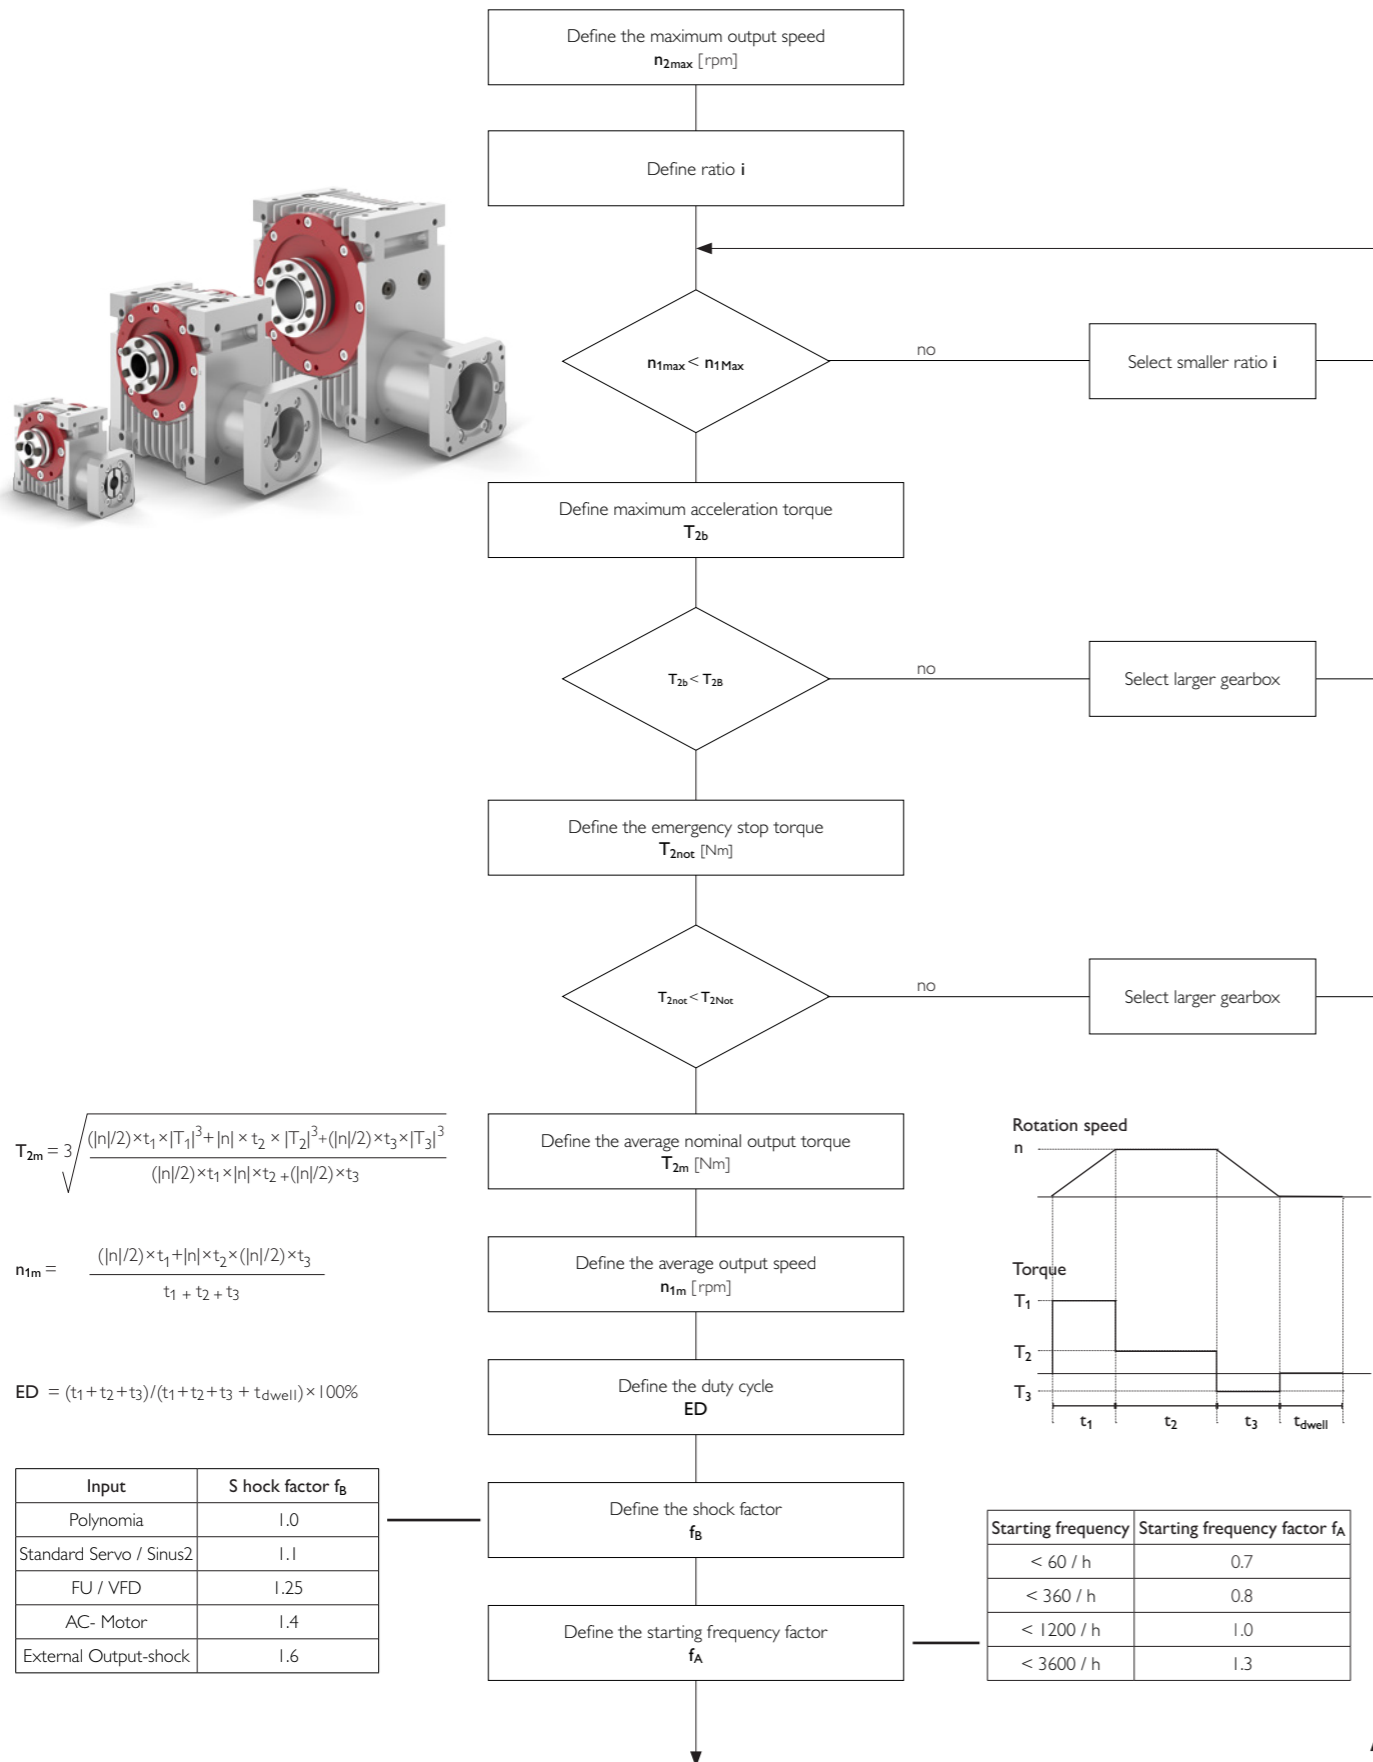 Define the maximum output speed
n2max [rpm]
Define ratio i
n1max < n1Max
no
Select smaller ratio i
Define maximum acceleration torque
T2b
T2b < T2B
no
Select larger gearbox
Define the emergency stop torque
T2not [Nm]
T2not < T2Not
no
Select larger gearbox
T2m = 3√ (|n|/2)×t1×|T1|^3+|n| × t2 × |T2|^3+(|n|/2)×t3×|T3|^3
(|n|/2)×t1×|n|×t2+(|n|/2)×t3
Define the average nominal output torque
T2m [Nm]
n1m = (|n|/2)×t1+|n|×t2×(|n|/2)×t3
t1 + t2 + t3
Define the average output speed
n1m [rpm]
ED = (t1+t2+t3)/(t1+t2+t3 + tdwell)×100%
Define the duty cycle
ED
Rotation speed
n
Torque
T1
T2
T3
t1 t2 t3 tdwell
Input S hock factor fB
Polynomia 1.0
Standard Servo / Sinus2 1.1
FU / VFD 1.25
AC- Motor 1.4
External Output-shock 1.6
Define the shock factor
fB
Define the starting frequency factor
fA
Starting frequency Starting frequency factor fA
< 60 / h 0.7
< 360 / h 0.8
< 1200 / h 1.0
< 3600 / h 1.3